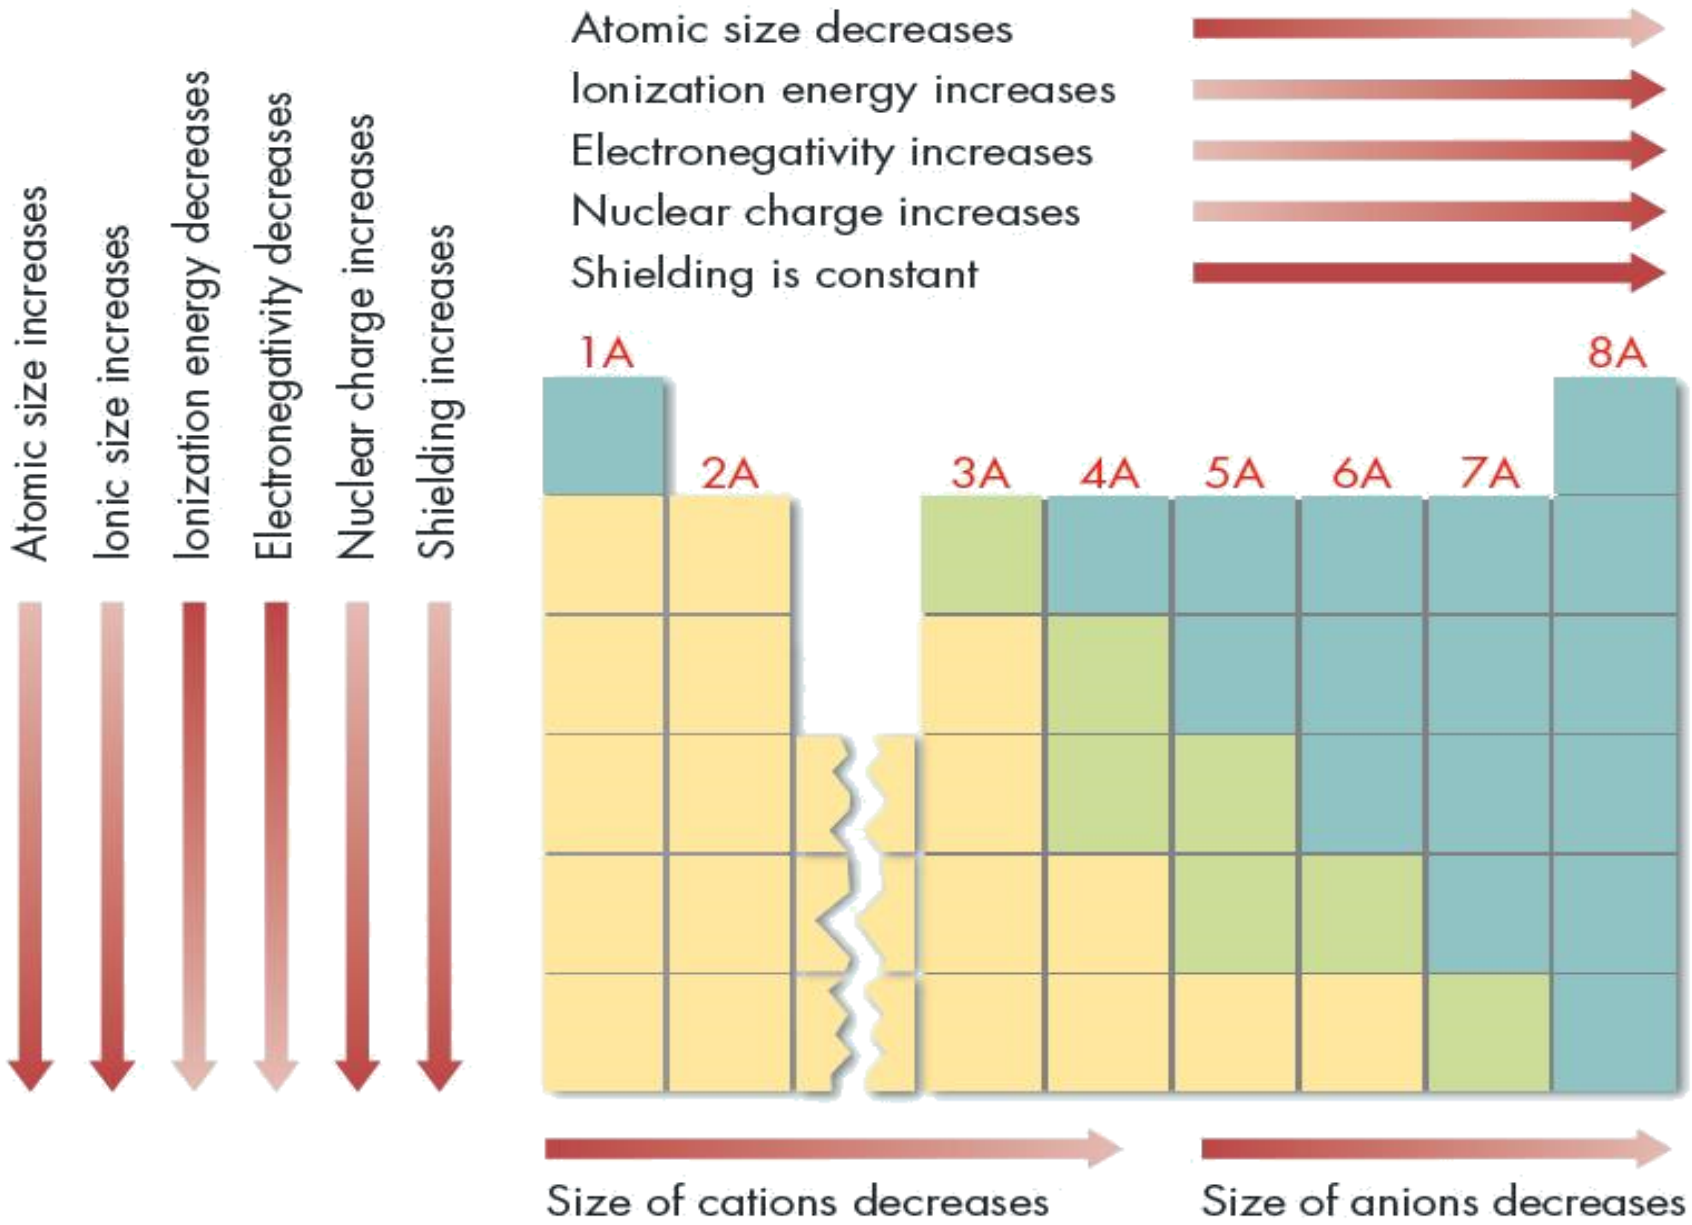 Atomic size decreases
Ionization energy increases
Electronegativity increases
Nuclear charge increases
Shielding is constant
Atomic size increases
Ionic size increases
Ionization energy decreases
Electronegativity decreases
Nuclear charge increases
Shielding increases
1A
8A
2A
3A
4A
5A
6A
7A
Size of cations decreases
Size of anions decreases